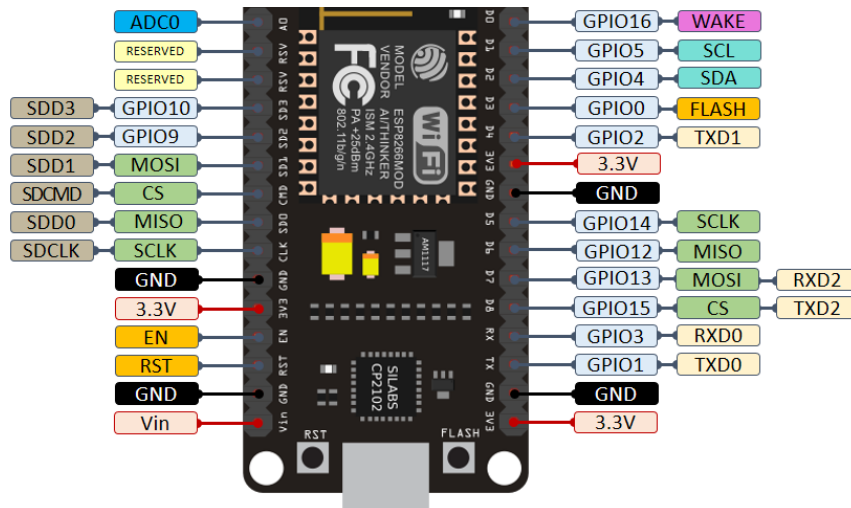 ADC0 A0 D0 GPIO16 WAKE
RESERVED RSV D1 GPIO5 SCL
RESERVED RSV D2 GPIO4 SDA
SDD3 GPIO10 SD3 D3 GPIO0 FLASH
SDD2 GPIO9 SD2 D4 GPIO2 TXD1
SDD1 MOSI SD1 3V3 3.3V
SDCMD CS CMD GND GND
SDD0 MISO SD0 D5 GPIO14 SCLK
SDCLK SCLK CLK D6 GPIO12 MISO
GND GND D7 GPIO13 MOSI RXD2
3.3V 3V3 D8 GPIO15 CS TXD2
EN EN RX GPIO3 RXD0
RST RST TX GPIO1 TXD0
GND GND GND GND
Vin Vin 3V3 3.3V
FC
MODEL ESP8266MOD
VENDOR AI/THINKER
ISM 2.4GHz
PA +25dBm
802.11b/g/n
Wi Fi
AM1117
SILABS
CP2102
RST
FLASH